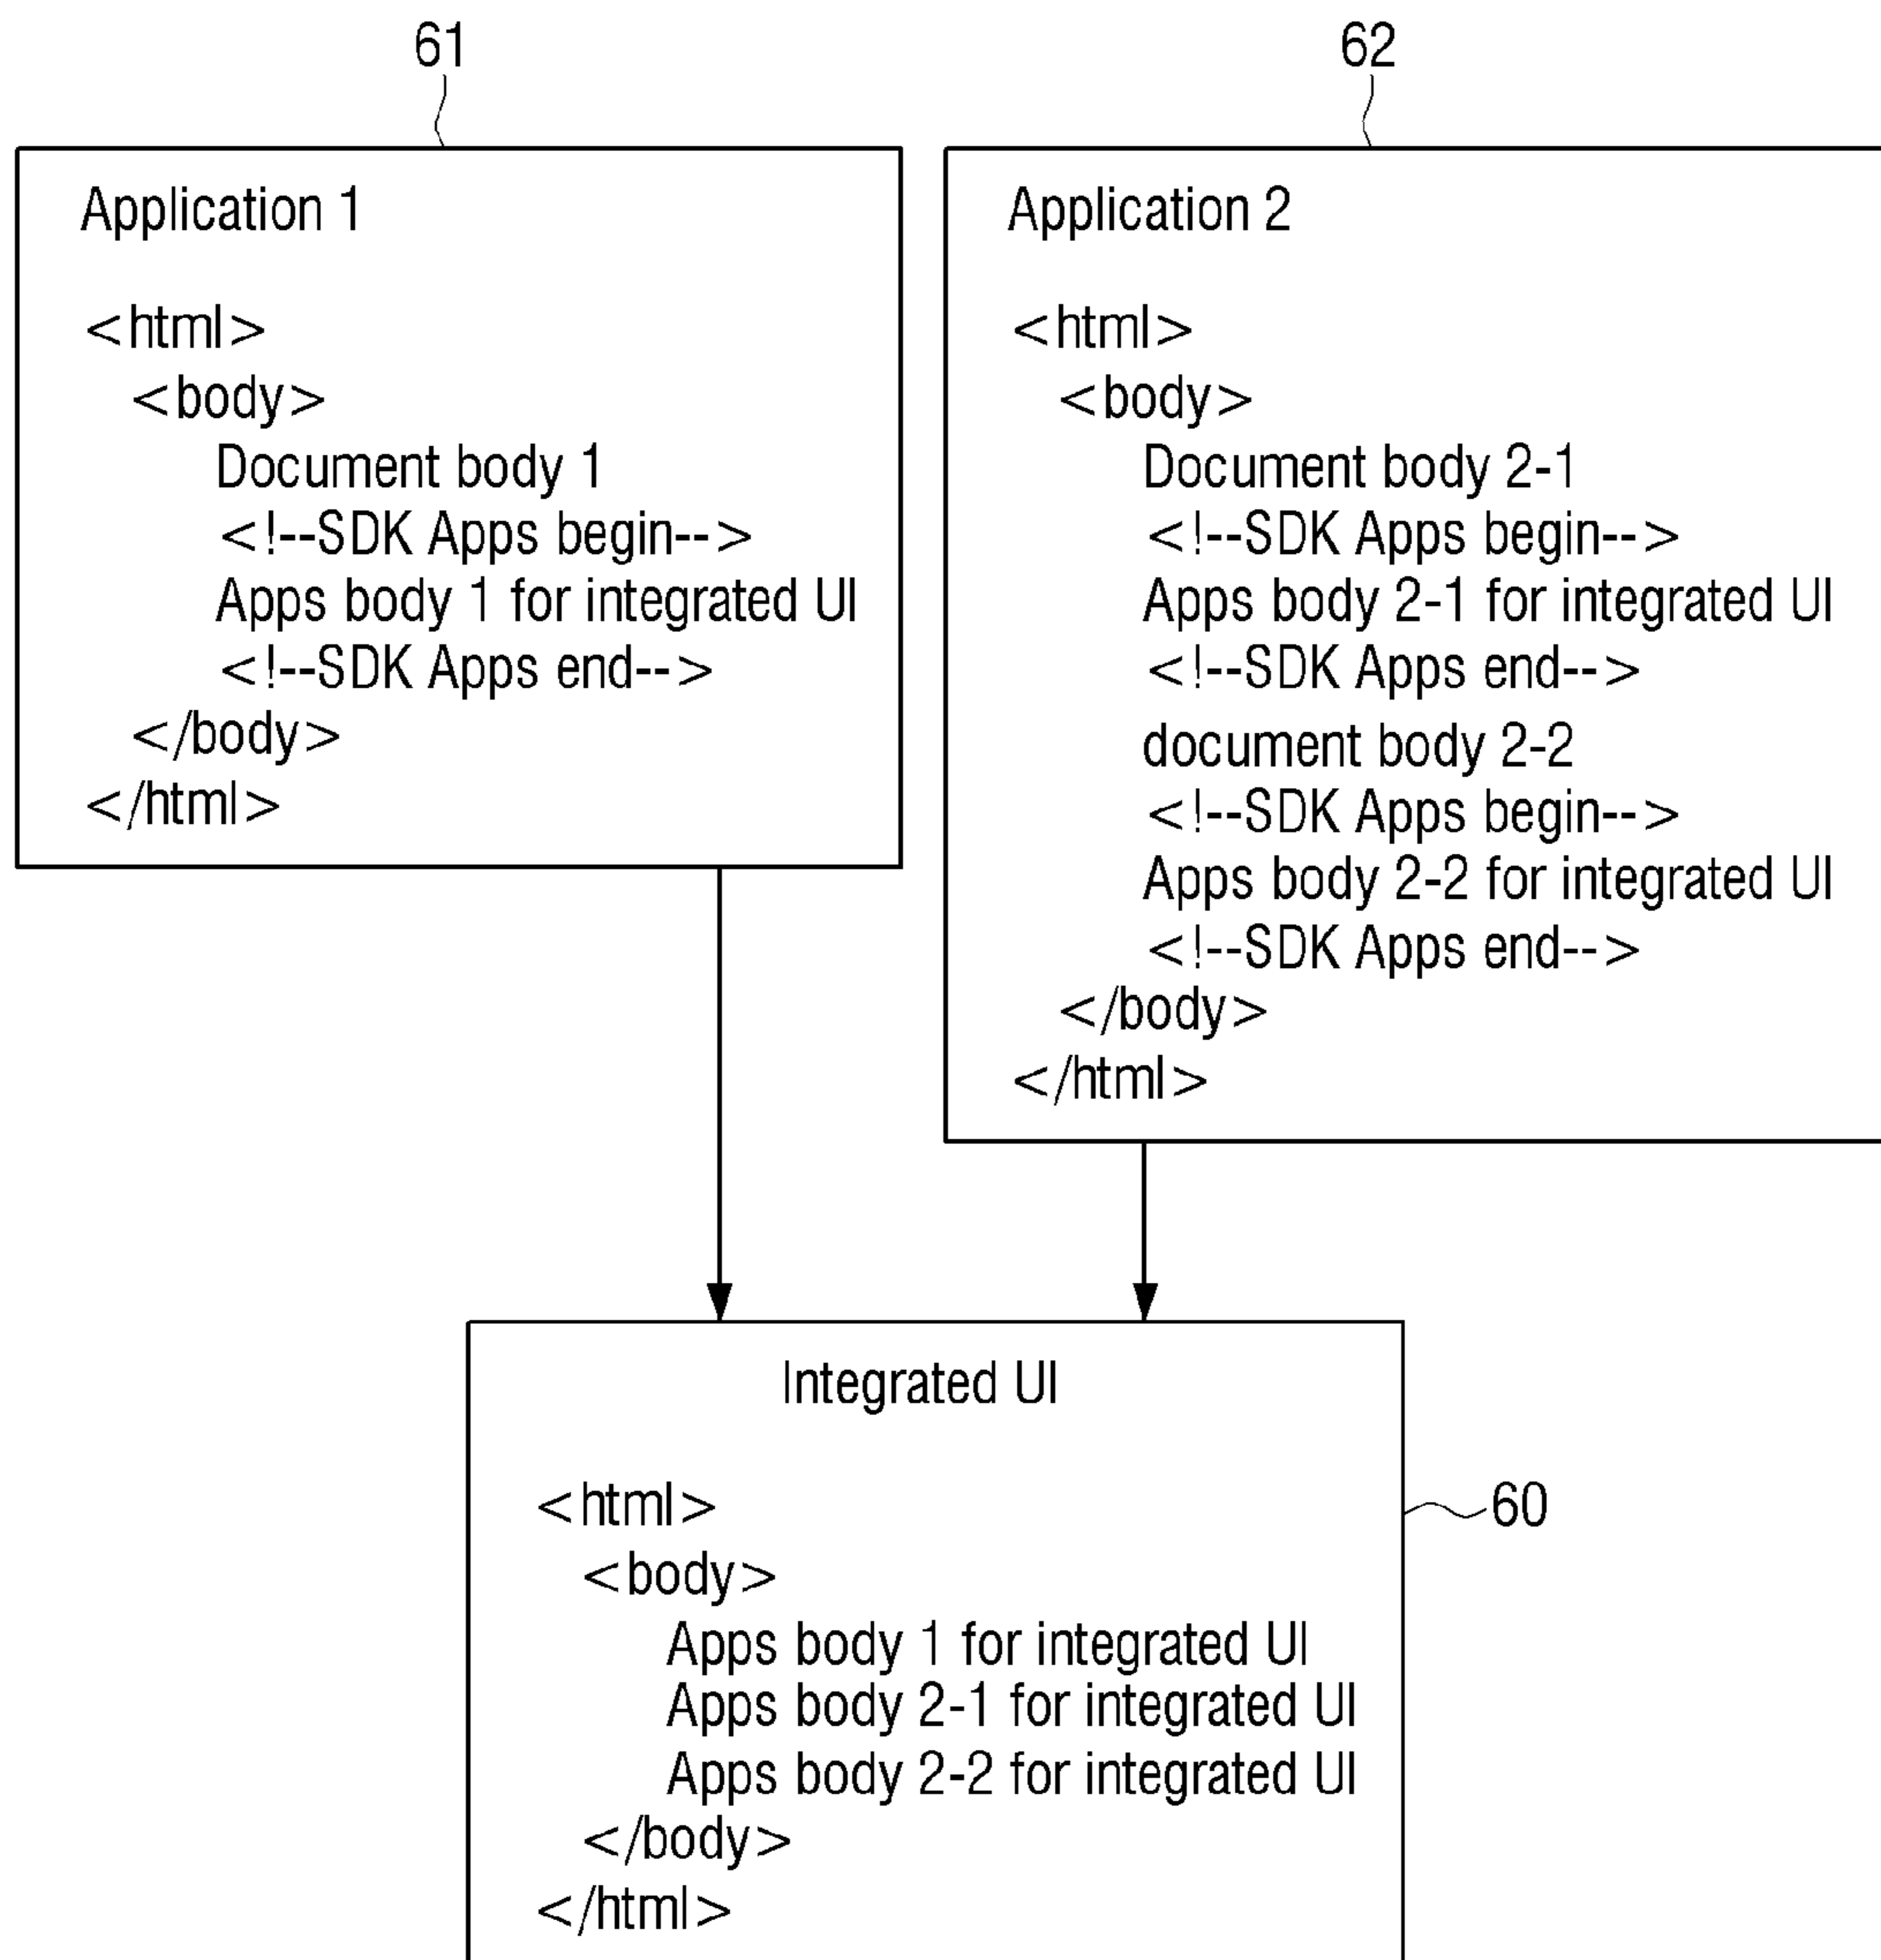 61
Application 1
<html>
<body>
Document body 1
<!--SDK Apps begin-->
Apps body 1 for integrated UI
<!--SDK Apps end-->
</body>
</html>
62
Application 2
<html>
<body>
Document body 2-1
<!--SDK Apps begin-->
Apps body 2-1 for integrated UI
<!--SDK Apps end-->
document body 2-2
<!--SDK Apps begin-->
Apps body 2-2 for integrated UI
<!--SDK Apps end-->
</body>
</html>
Integrated UI
<html>
<body>
Apps body 1 for integrated UI
Apps body 2-1 for integrated UI
Apps body 2-2 for integrated UI
</body>
</html>
60